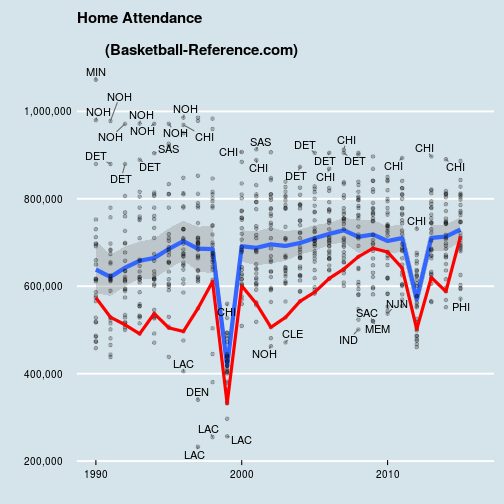 Home Attendance
(Basketball-Reference.com)
MIN
NOH
NOH
NOH
NOH
NOH
NOH
NOH
CHI
SAS
DET
DET
DET
CHI
SAS
CHI
DET
DET
DET
CHI
CHI
DET
CHI
CHI
CHI
CHI
CHI
SAC
NJN
MEM
IND
PHI
NOH
CLE
LAC
DEN
LAC
LAC
LAC
1,000,000
800,000
600,000
400,000
200,000
1990
2000
2010